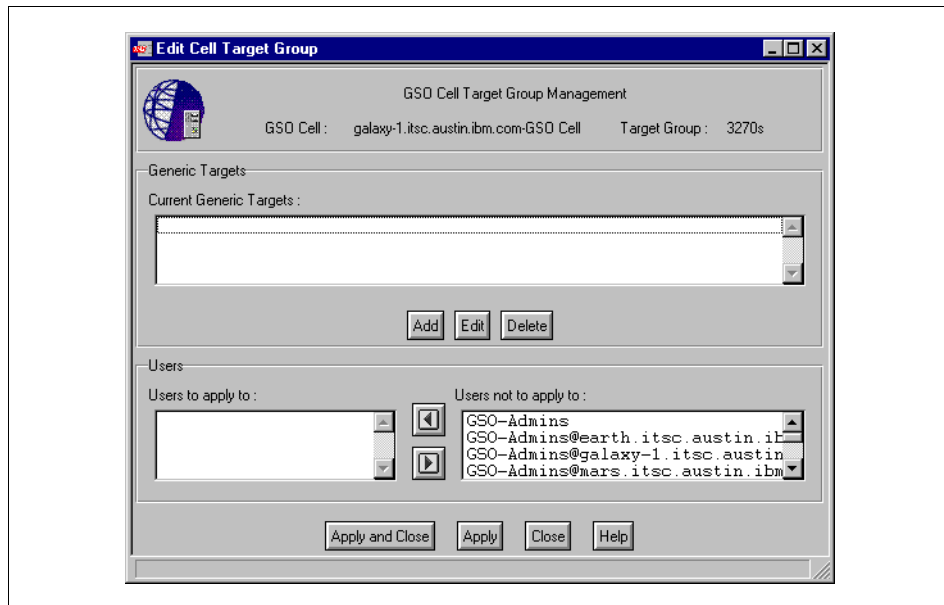 Edit Cell Target Group
GSO Cell Target Group Management
GSO Cell : galaxy-1.itsc.austin.ibm.com-GSO Cell Target Group : 3270s
Generic Targets
Current Generic Targets :
Add Edit Delete
Users
Users to apply to : Users not to apply to :
GSO-Admins
GSO-Admins@earth.itsc.austin.ib
GSO-Admins@galaxy-1.itsc.austin
GSO-Admins@mars.itsc.austin.ibm
Apply and Close Apply Close Help